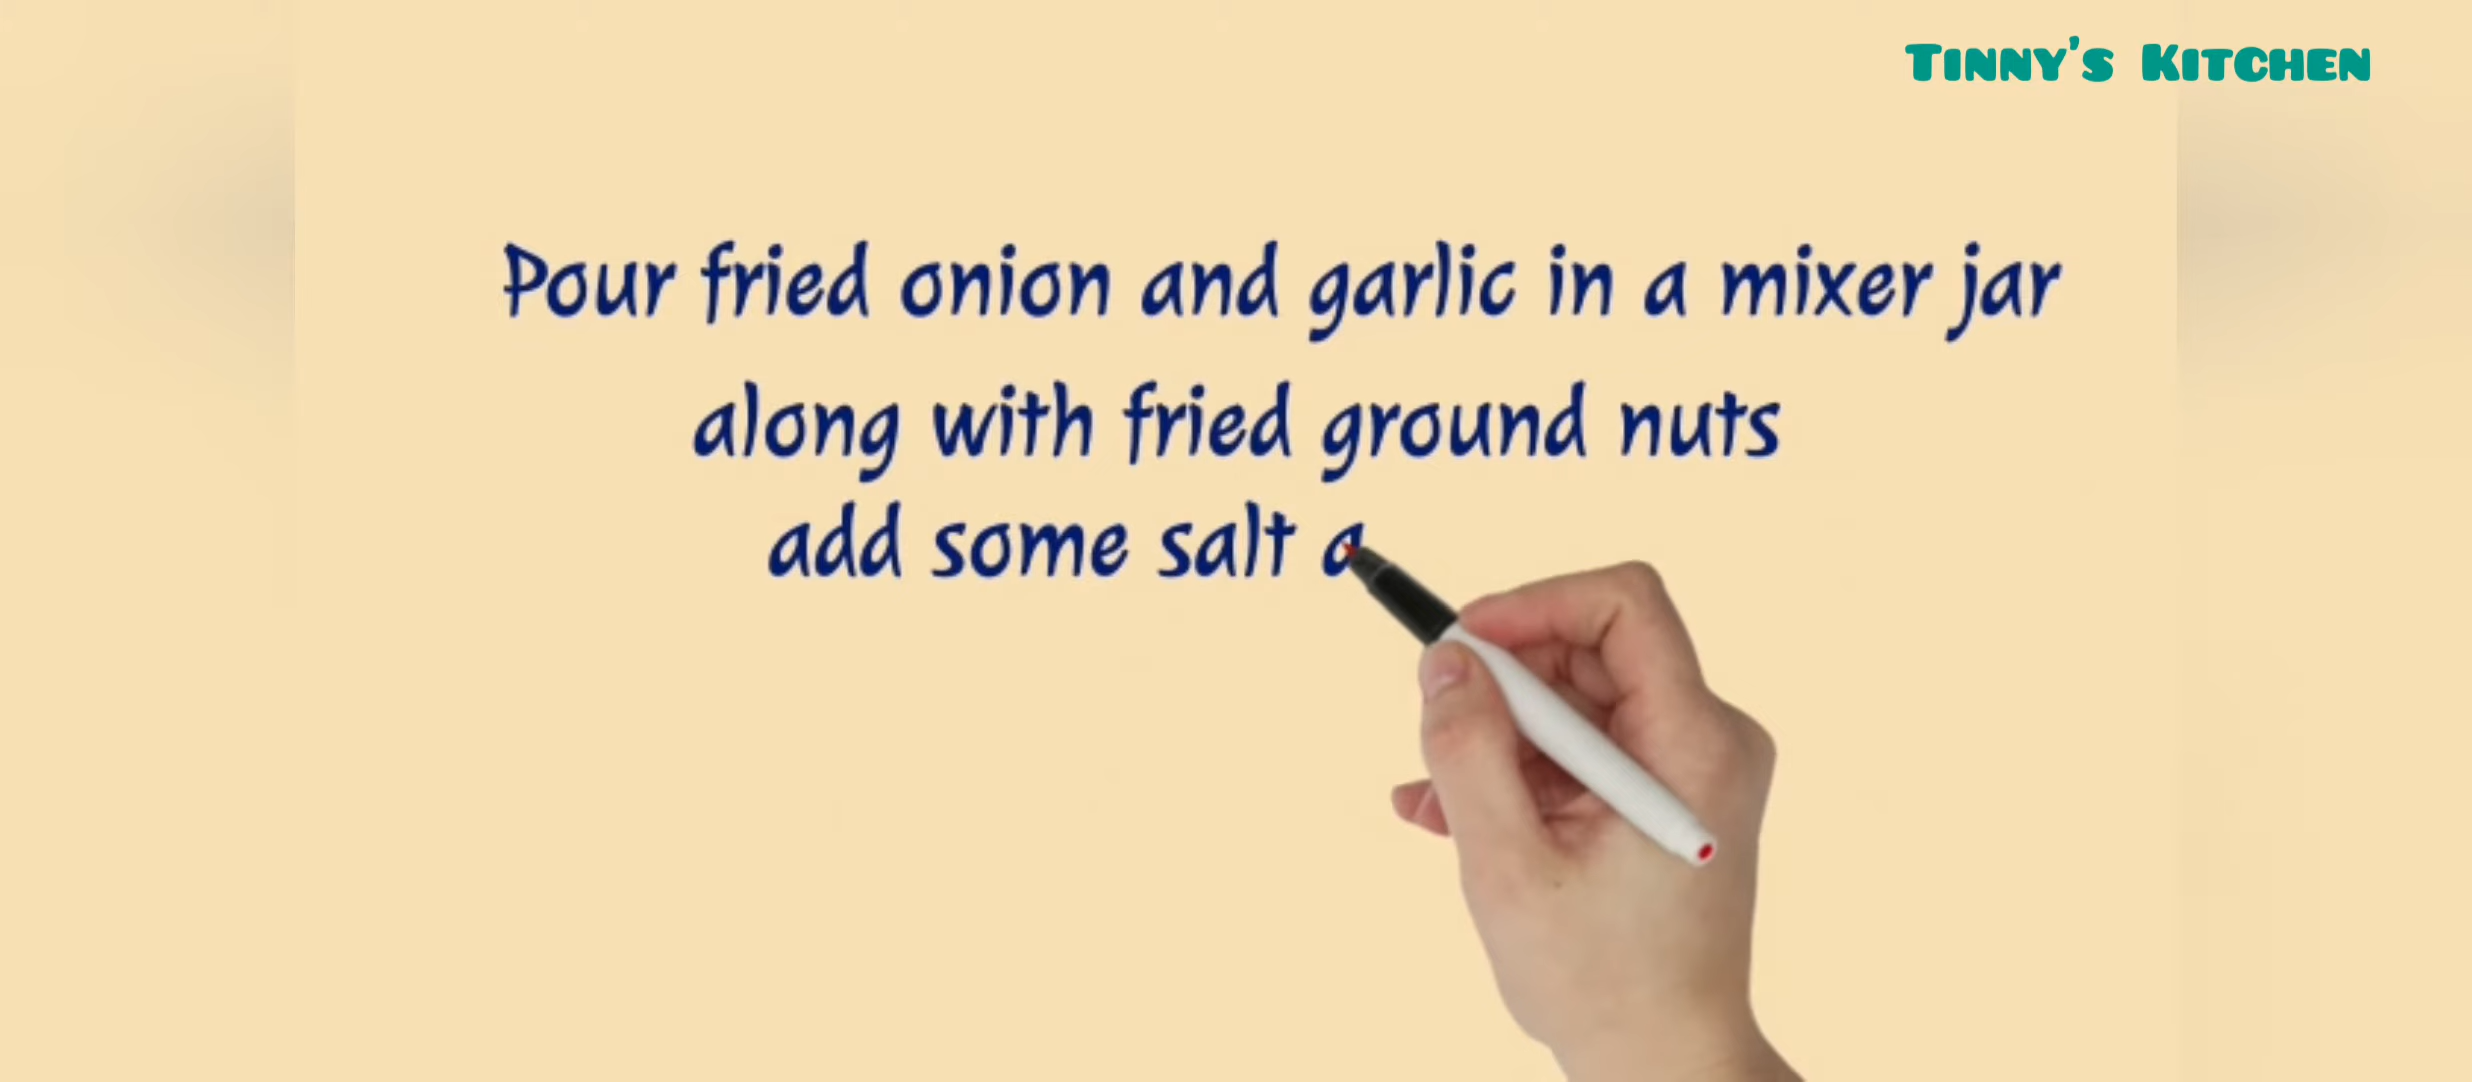 Tinny's Kitchen
Pour fried onion and garlic in a mixer jar
along with fried ground nuts
add some salt a